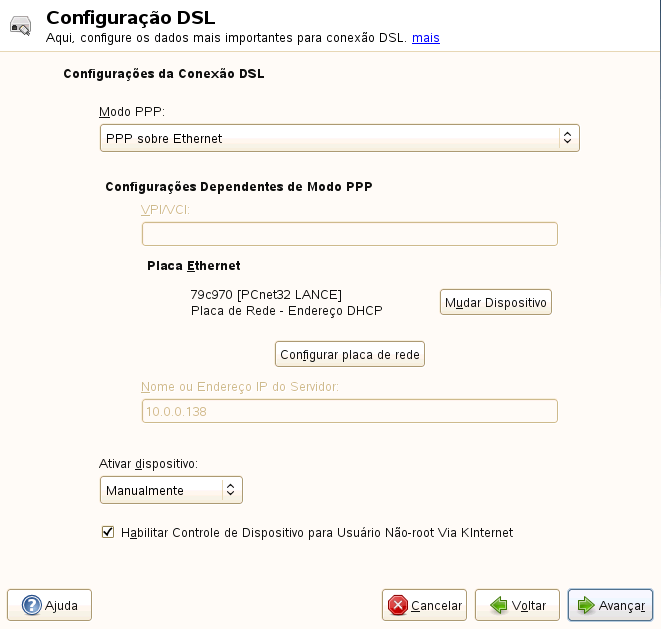 Configuração DSL
Aqui, configure os dados mais importantes para conexão DSL. mais
Configurações da Conexão DSL
Modo PPP:
PPP sobre Ethernet
Configurações Dependentes de Modo PPP
VPI/VCI:
Placa Ethernet
79c970 [PCnet32 LANCE]
Placa de Rede - Endereço DHCP
Mudar Dispositivo
Configurar placa de rede
Nome ou Endereço IP do Servidor:
10.0.0.138
Ativar dispositivo:
Manualmente
Habilitar Controle de Dispositivo para Usuário Não-root Via KInternet
Ajuda
Cancelar
Voltar
Avançar